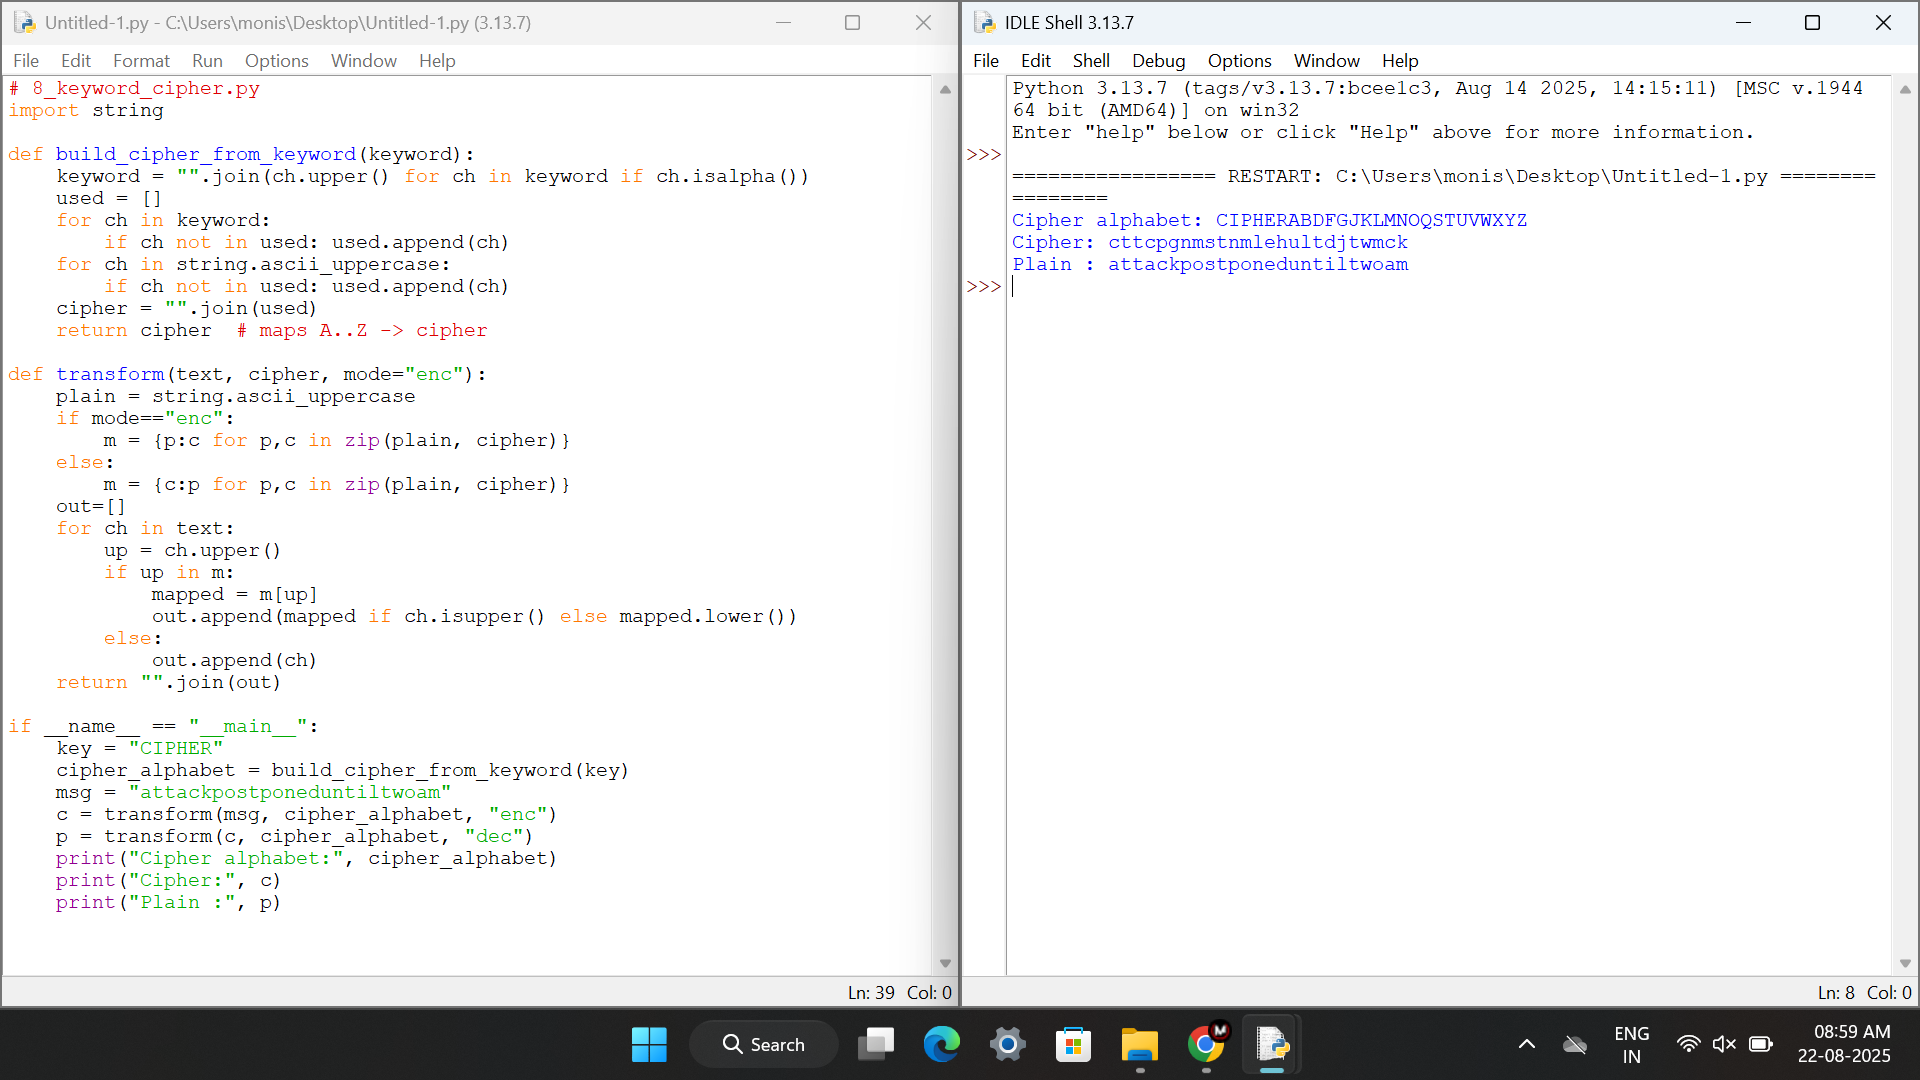 Untitled-1.py - C:\Users\monis\Desktop\Untitled-1.py (3.13.7)
File Edit Format Run Options Window Help
# 8_keyword_cipher.py
import string

def build_cipher_from_keyword(keyword):
    keyword = "".join(ch.upper() for ch in keyword if ch.isalpha())
    used = []
    for ch in keyword:
        if ch not in used: used.append(ch)
    for ch in string.ascii_uppercase:
        if ch not in used: used.append(ch)
    cipher = "".join(used)
    return cipher  # maps A..Z -> cipher

def transform(text, cipher, mode="enc"):
    plain = string.ascii_uppercase
    if mode=="enc":
        m = {p:c for p,c in zip(plain, cipher)}
    else:
        m = {c:p for p,c in zip(plain, cipher)}
    out=[]
    for ch in text:
        up = ch.upper()
        if up in m:
            mapped = m[up]
            out.append(mapped if ch.isupper() else mapped.lower())
        else:
            out.append(ch)
    return "".join(out)

if __name__ == "__main__":
    key = "CIPHER"
    cipher_alphabet = build_cipher_from_keyword(key)
    msg = "attackpostponeduntiltwoam"
    c = transform(msg, cipher_alphabet, "enc")
    p = transform(c, cipher_alphabet, "dec")
    print("Cipher alphabet:", cipher_alphabet)
    print("Cipher:", c)
    print("Plain :", p)
Ln: 39 Col: 0
IDLE Shell 3.13.7
File Edit Shell Debug Options Window Help
Python 3.13.7 (tags/v3.13.7:bcee1c3, Aug 14 2025, 14:15:11) [MSC v.1944
64 bit (AMD64)] on win32
Enter "help" below or click "Help" above for more information.
>>>
================= RESTART: C:\Users\monis\Desktop\Untitled-1.py ========
========
Cipher alphabet: CIPHERABDFGJKLMNOQSTUVWXYZ
Cipher: cttcpgnmstnmlehultdjtwmck
Plain : attackpostponeduntiltwoam
>>>
Ln: 8 Col: 0
Search
M
ENG
IN
08:59 AM
22-08-2025